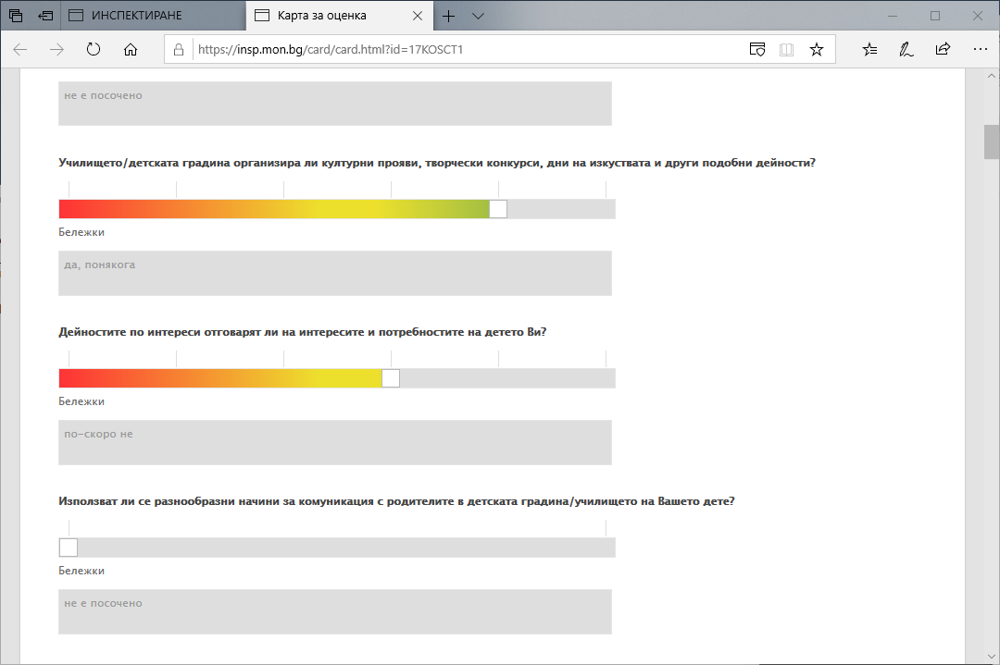 ИНСПЕКТИРАНЕ
Карта за оценка
https://insp.mon.bg/card/card.html?id=17KOSCT1
не е посочено
Училището/детската градина организира ли културни прояви, творчески конкурси, дни на изкуствата и други подобни дейности?
Бележки
да, понякога
Дейностите по интереси отговарят ли на интересите и потребностите на детето Ви?
Бележки
по-скоро не
Използват ли се разнообразни начини за комуникация с родителите в детската градина/училището на Вашето дете?
Бележки
не е посочено